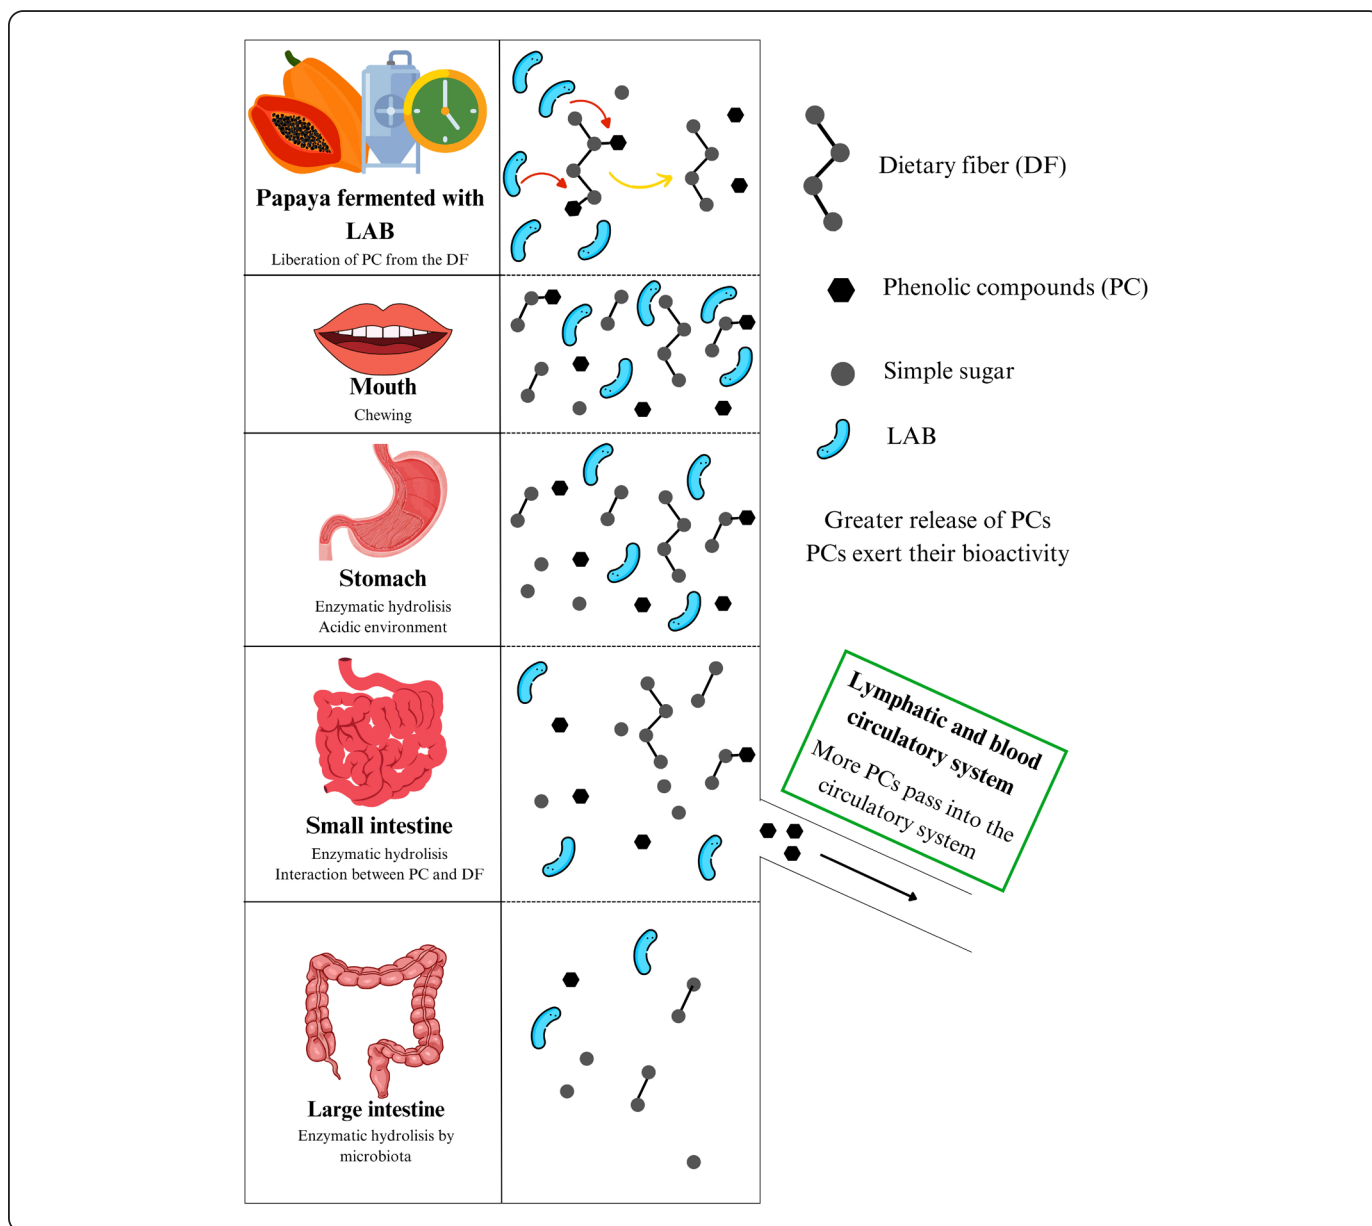 Papaya fermented with
LAB
Liberation of PC from the DF
Mouth
Chewing
Stomach
Enzymatic hydrolisis
Acidic environment
Small intestine
Enzymatic hydrolisis
Interaction between PC and DF
Large intestine
Enzymatic hydrolisis by
microbiota
Dietary fiber (DF)
Phenolic compounds (PC)
Simple sugar
LAB
Greater release of PCs
PCs exert their bioactivity
Lymphatic and blood
circulatory system
More PCs pass into the
circulatory system